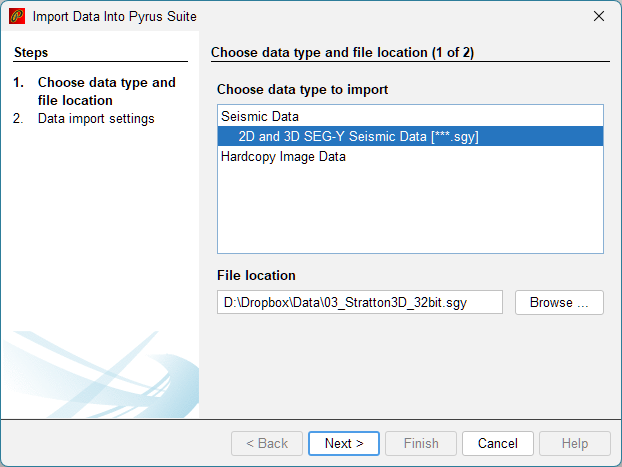 Import Data Into Pyrus Suite
Steps
1. Choose data type and
file location
2. Data import settings
Choose data type and file location (1 of 2)
Choose data type to import
Seismic Data
2D and 3D SEG-Y Seismic Data [***.sgy]
Hardcopy Image Data
File location
D:\Dropbox\Data\03_Stratton3D_32bit.sgy
Browse ...
< Back
Next >
Finish
Cancel
Help